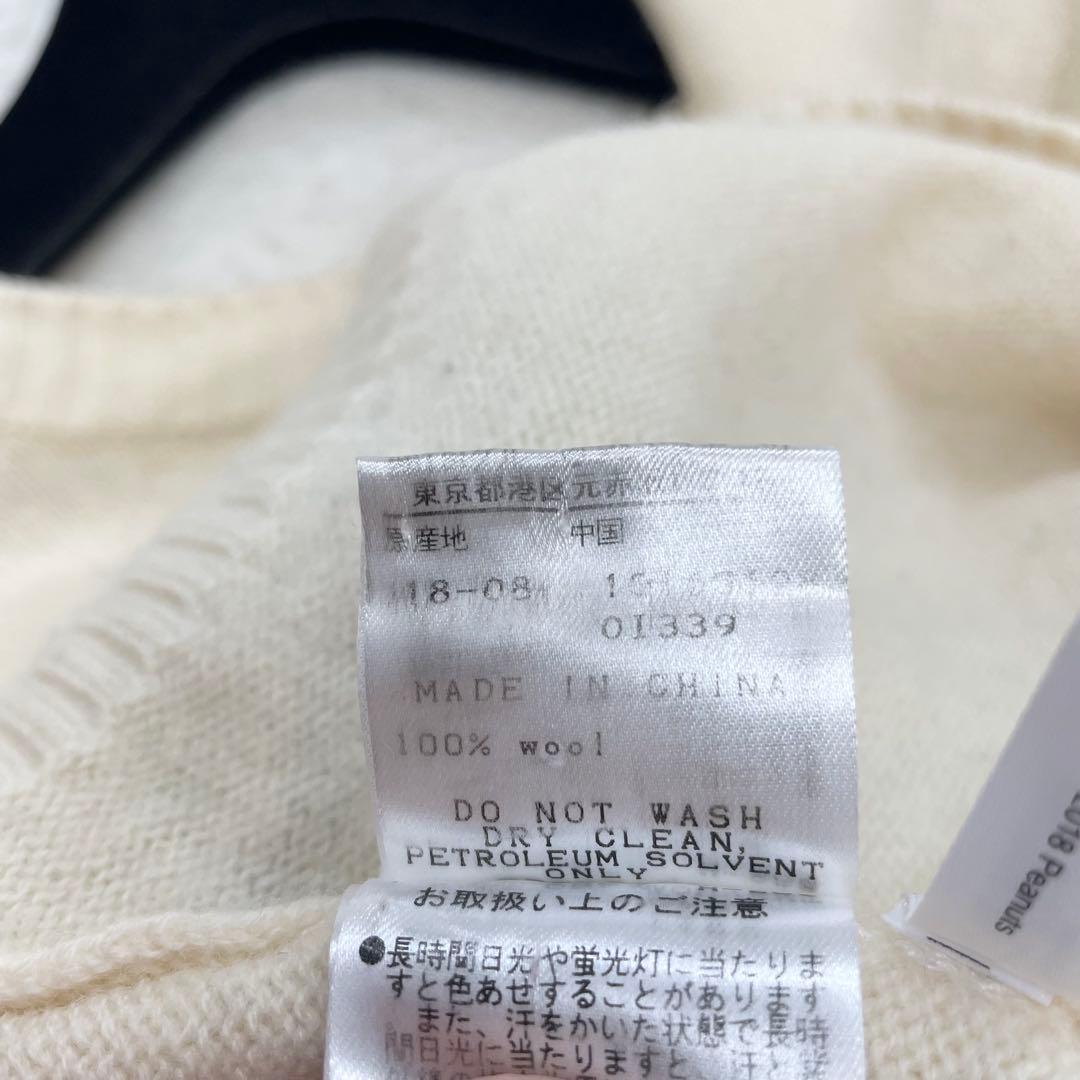 東京都港区元赤
原産地 中国
18-08
OI339
MADE IN CHINA
100% wool
DO NOT WASH
DRY CLEAN,
PETROLEUM SOLVENT
ONLY
お取扱い上のご注意
●長時間日光や蛍光灯に当たりま
すと色あせすることがあります
また、汗をかいた状態で長時
間日光に当たりますと、汗と
2018 Peanuts